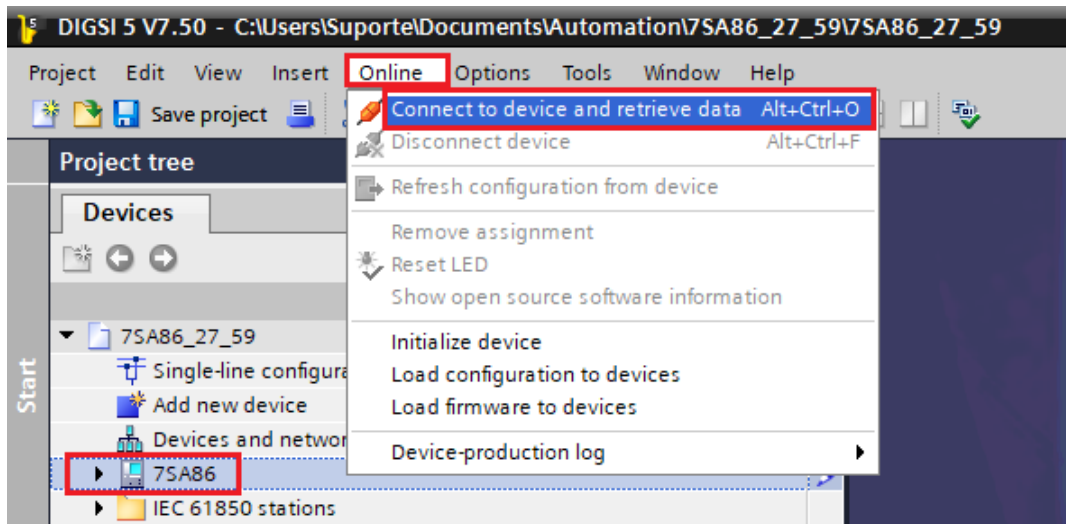 DIGSI 5 V7.50 - C:\Users\Suporte\Documents\Automation\7SA86_27_59\7SA86_27_59
Project Edit View Insert Online Options Tools Window Help
Save project
Connect to device and retrieve data Alt+Ctrl+O
Disconnect device Alt+Ctrl+F
Refresh configuration from device
Remove assignment
Reset LED
Show open source software information
Initialize device
Load configuration to devices
Load firmware to devices
Device-production log
Project tree
Devices
Start
7SA86_27_59
Single-line configura
Add new device
Devices and networ
7SA86
IEC 61850 stations